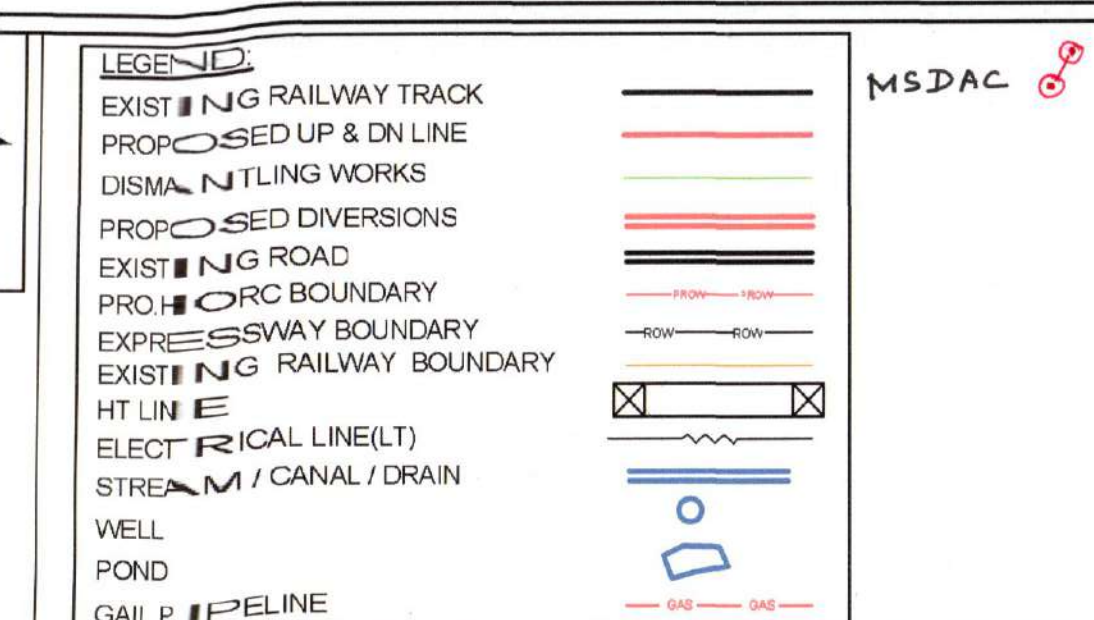 LEGEND:
EXISTING RAILWAY TRACK
PROPOSED UP & DN LINE
DISMANTLING WORKS
PROPOSED DIVERSIONS
EXISTING ROAD
PRO.HORC BOUNDARY PROW PROW
EXPRESSWAY BOUNDARY ROW ROW
EXISTING RAILWAY BOUNDARY
HT LINE
ELECTRICAL LINE(LT)
STREAM / CANAL / DRAIN
WELL
POND
GAIL PIPELINE GAS GAS
MSDAC